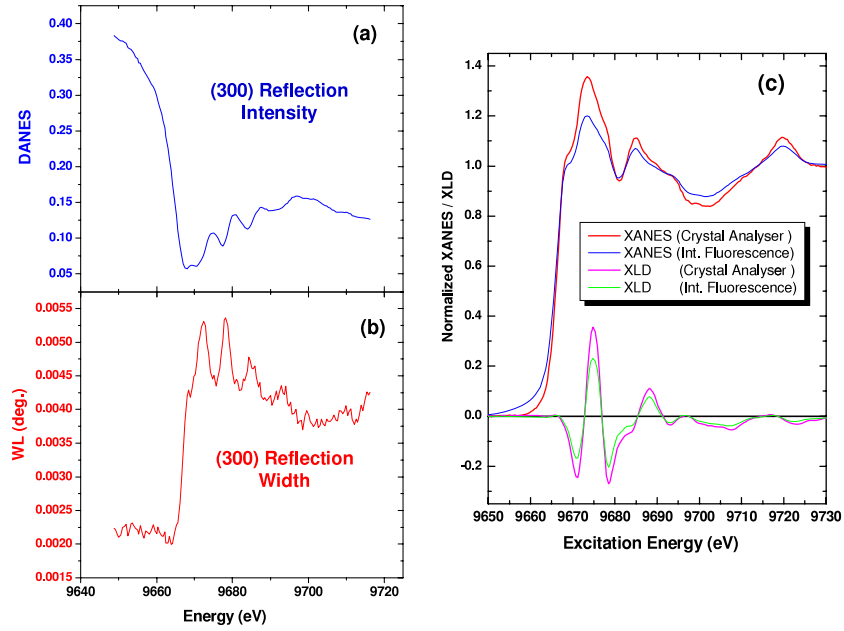 (a)
(300) Reflection
Intensity
DANES
0.40
0.35
0.30
0.25
0.20
0.15
0.10
0.05
(b)
(300) Reflection
Width
WL (deg.)
0.0055
0.0050
0.0045
0.0040
0.0035
0.0030
0.0025
0.0020
0.0015
9640
9660
9680
9700
9720
Energy (eV)
(c)
Normalized XANES / XLD
1.4
1.2
1.0
0.8
0.6
0.4
0.2
0.0
-0.2
XANES (Crystal Analyser )
XANES (Int. Fluorescence)
XLD (Crystal Analyser )
XLD (Int. Fluorescence)
9650
9660
9670
9680
9690
9700
9710
9720
9730
Excitation Energy (eV)